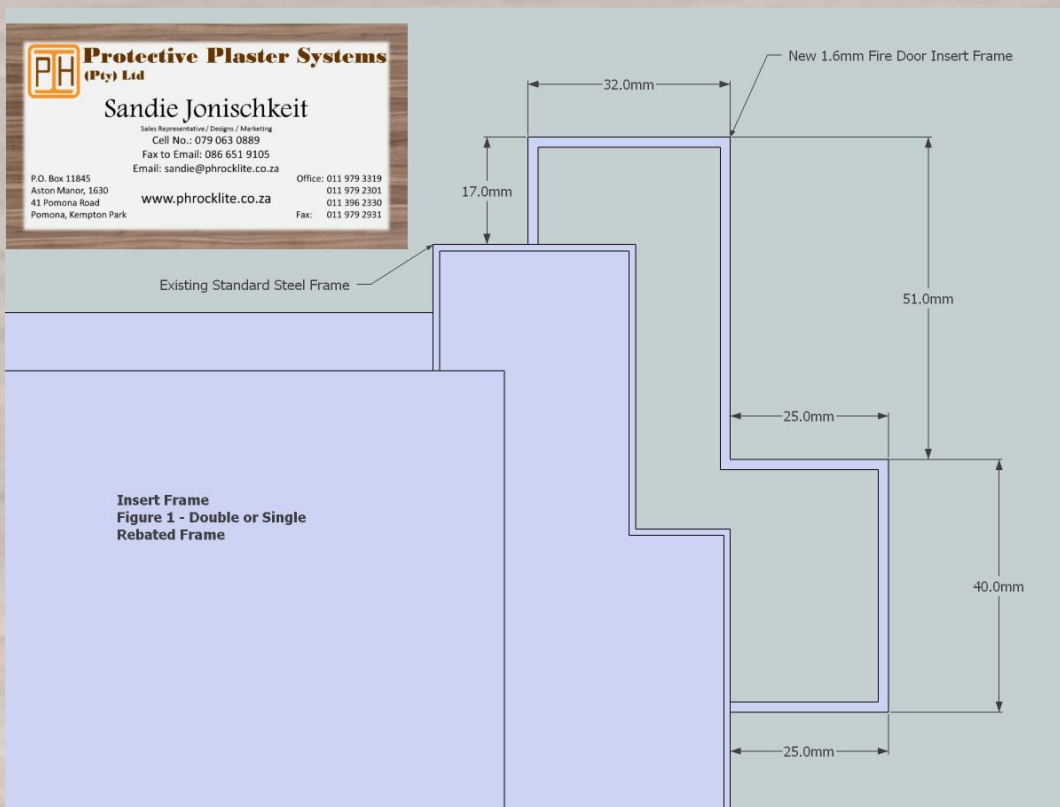 PH
Protective Plaster Systems
(Pty) Ltd
Sandie Jonischkeit
Sales Representative / Designs / Marketing
Cell No.: 079 063 0889
Fax to Email: 086 651 9105
Email: sandie@phrocklite.co.za
P.O. Box 11845
Aston Manor, 1630
41 Pomona Road
Pomona, Kempton Park
www.phrocklite.co.za
Office: 011 979 3319
011 979 2301
011 396 2330
Fax: 011 979 2931
New 1.6mm Fire Door Insert Frame
32.0mm
17.0mm
Existing Standard Steel Frame
51.0mm
25.0mm
Insert Frame
Figure 1 - Double or Single
Rebated Frame
40.0mm
25.0mm